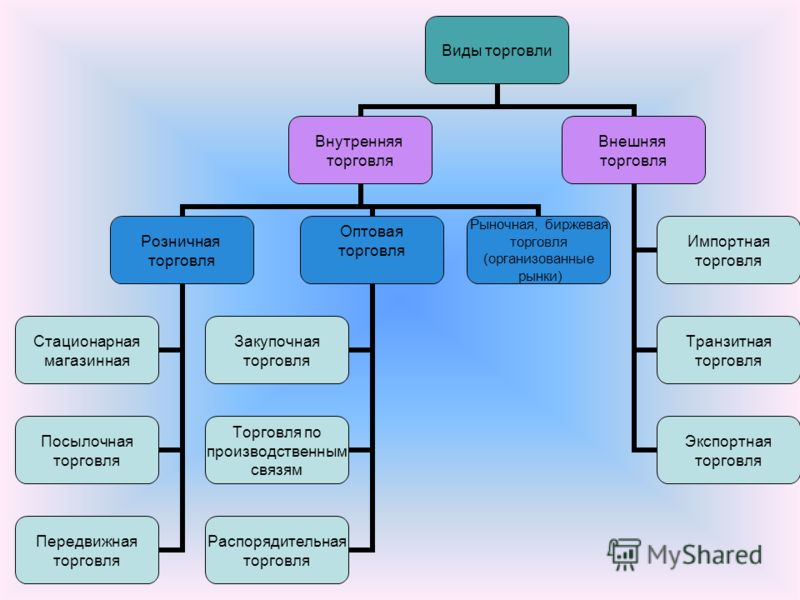 Виды торговли
Внутренняя
торговля
Внешняя
торговля
Розничная
торговля
Оптовая
торговля
Рыночная, биржевая
торговля
(организованные
рынки)
Импортная
торговля
Стационарная
магазинная
Закупочная
торговля
Транзитная
торговля
Посылочная
торговля
Торговля по
производственным
связям
Экспортная
торговля
Передвижная
торговля
Распорядительная
торговля
MyShared